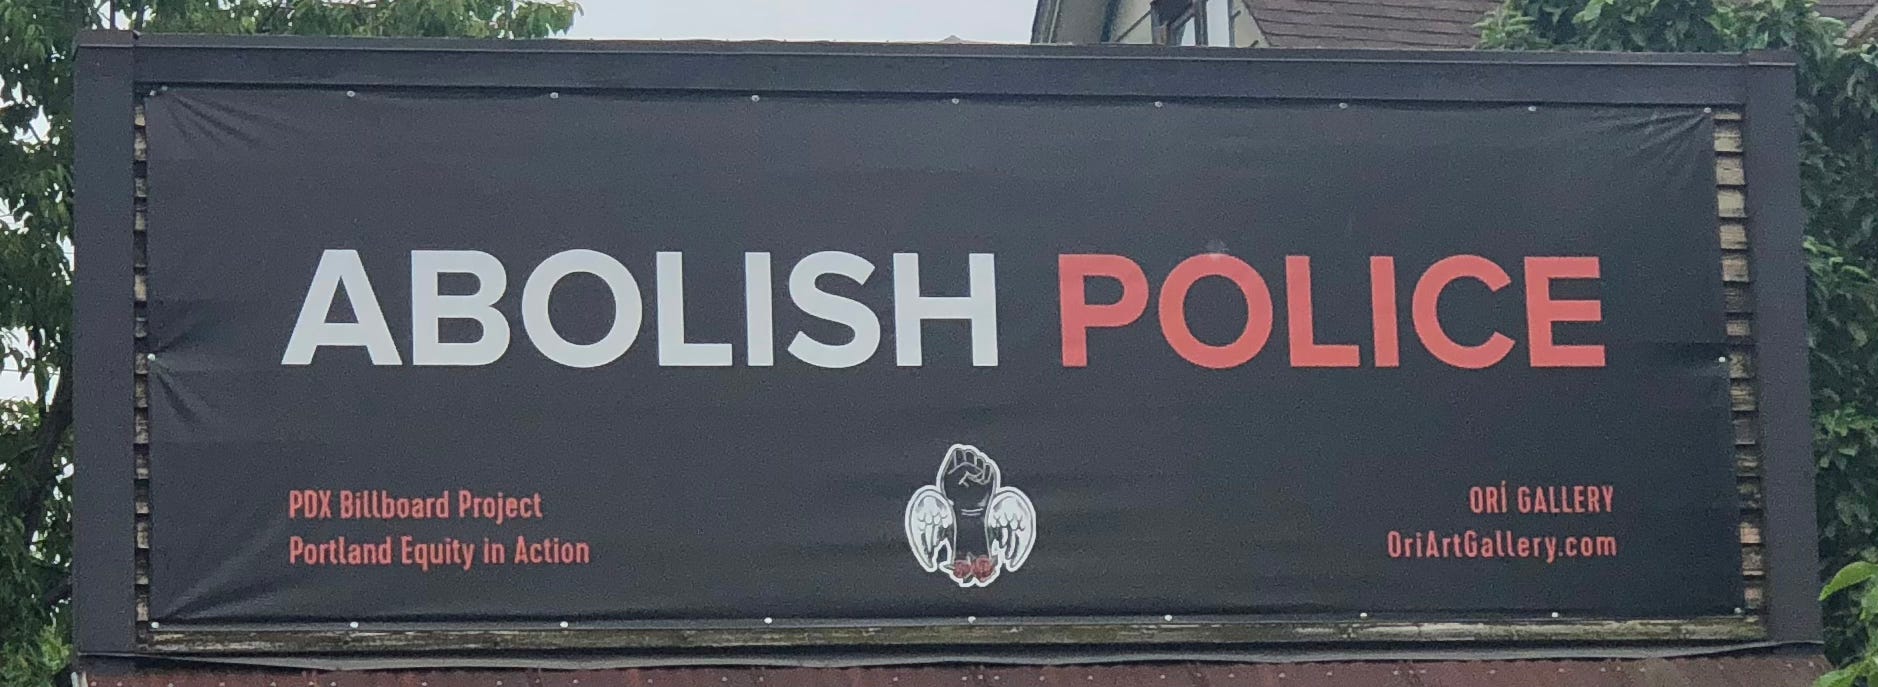 ABOLISH POLICE
PDX Billboard Project
Portland Equity in Action
ORÍ GALLERY
OriArtGallery.com